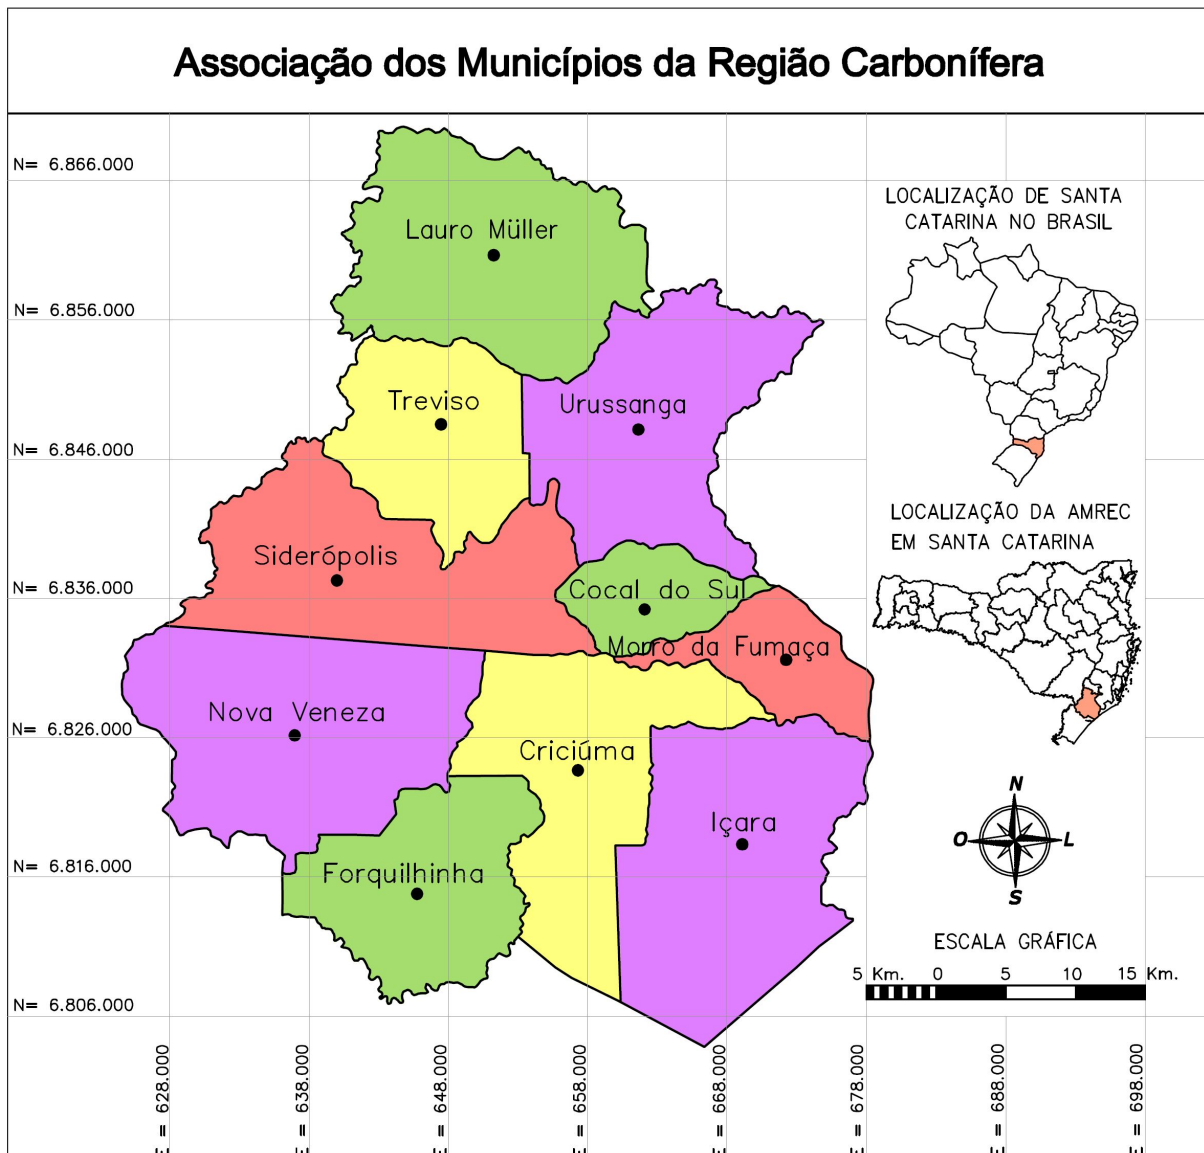 Associação dos Municípios da Região Carbonífera
N= 6.866.000
LOCALIZAÇÃO DE SANTA
CATARINA NO BRASIL
Lauro Müller
N= 6.856.000
Treviso
Urussanga
N= 6.846.000
LOCALIZAÇÃO DA AMREC
EM SANTA CATARINA
Siderópolis
N= 6.836.000
Cocal do Sul
Morro da Fumaça
Nova Veneza
N= 6.826.000
Criciúma
N
Içara
O
L
N= 6.816.000
Forquilhinha
S
ESCALA GRÁFICA
5 Km. 0 5 10 15 Km.
N= 6.806.000
E = 628.000
E = 638.000
E = 648.000
E = 658.000
E = 668.000
E = 678.000
E = 688.000
E = 698.000